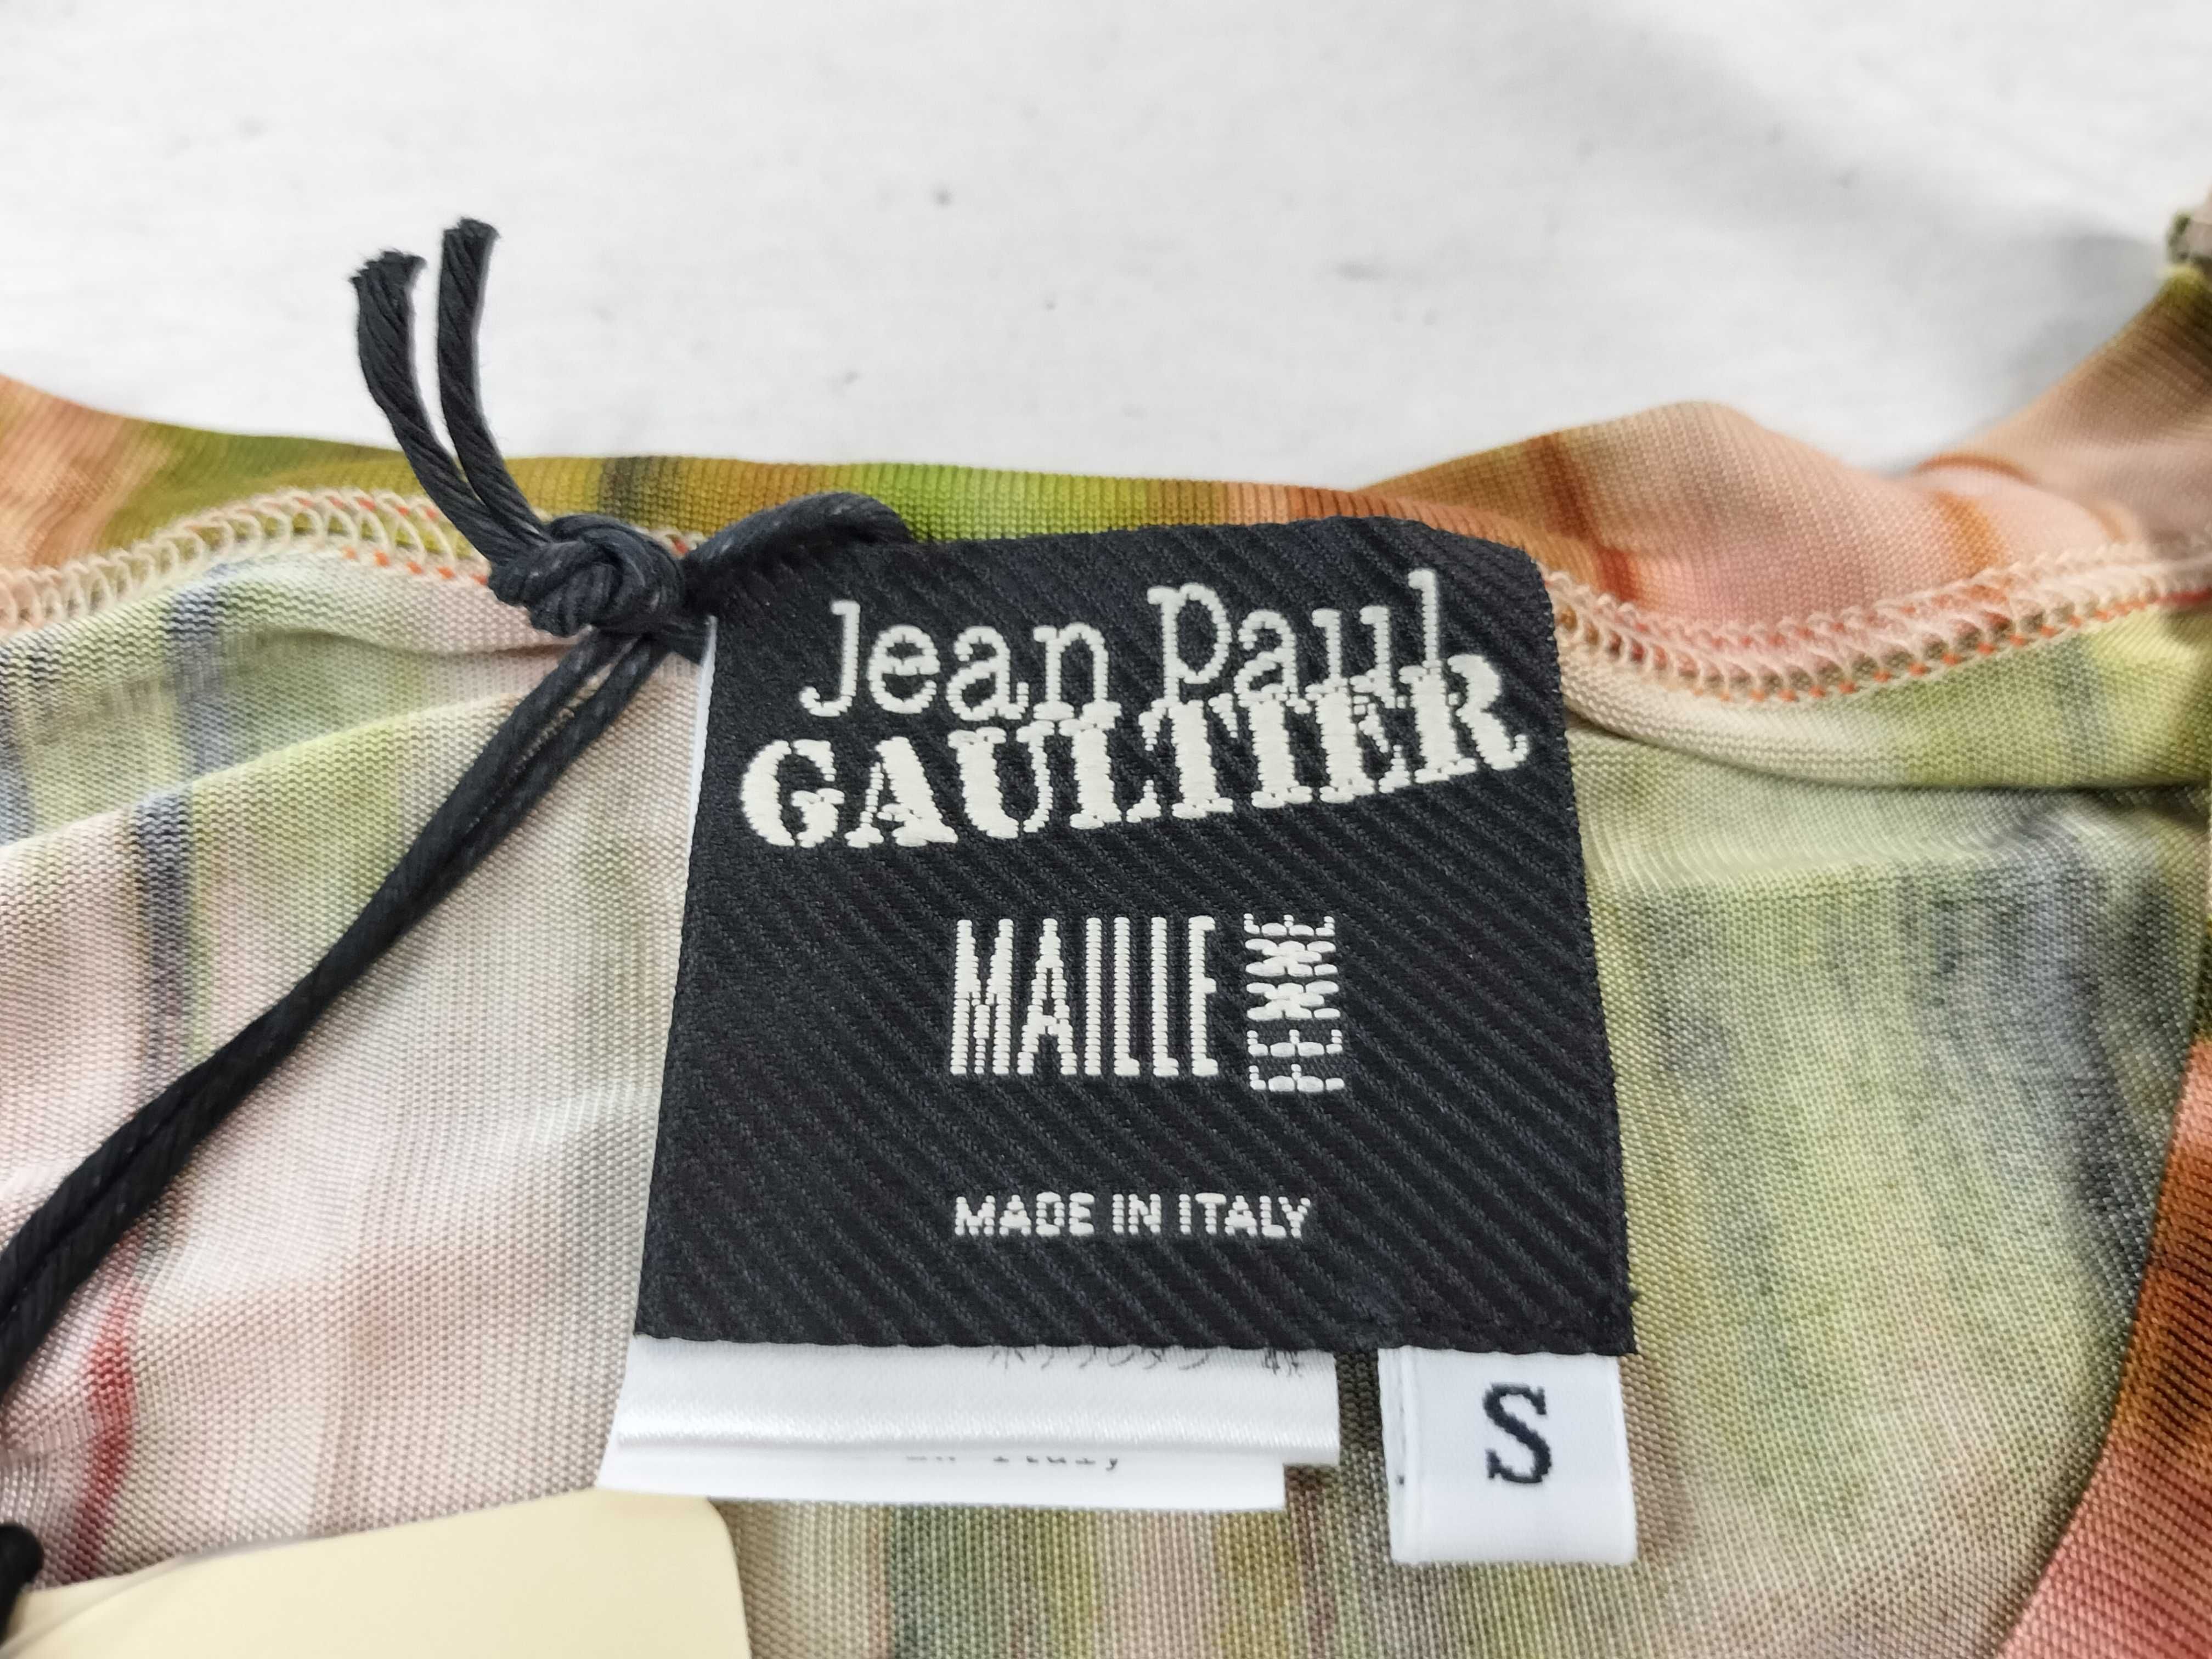 Jean Paul
GAULTIER
MAILLE FEMME
MADE IN ITALY
S